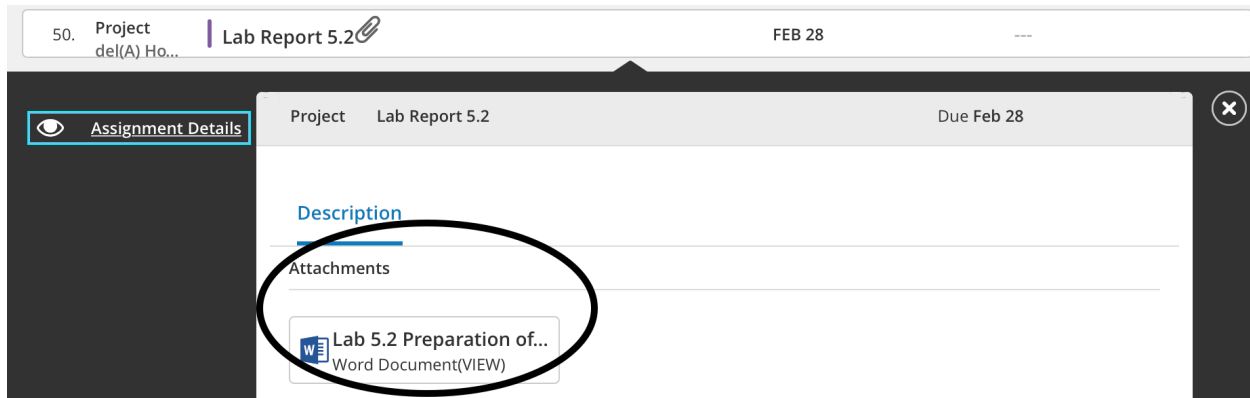 50. Project Lab Report 5.2 FEB 28 ---
del(A) Ho...
Assignment Details
Project Lab Report 5.2 Due Feb 28
Description
Attachments
Lab 5.2 Preparation of...
Word Document(VIEW)